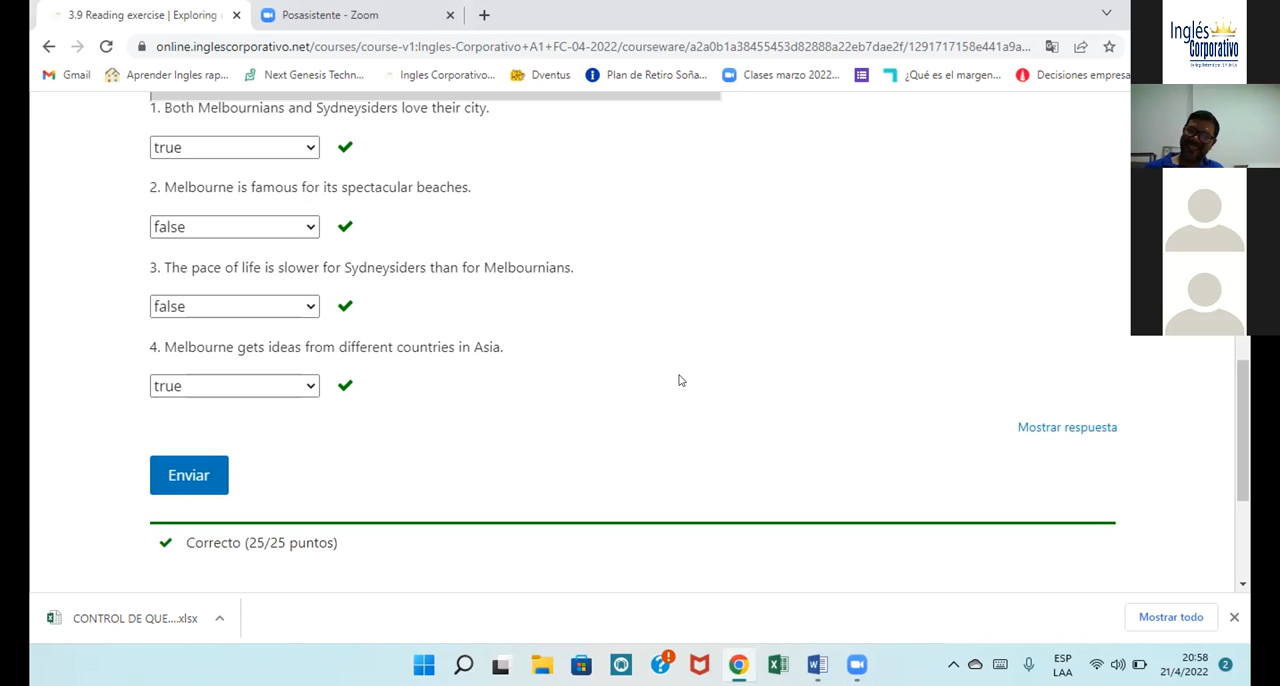 3.9 Reading exercise | Exploring
Posasistente - Zoom
online.inglescorporativo.net/courses/course-v1:Ingles-Corporativo+A1+FC-04-2022/courseware/a2a0b1a38455453d82888a22eb7dae2f/1291717158e441a9a...
Gmail
Aprender Ingles rap...
Next Genesis Techn...
Ingles Corporativo...
Dventus
Plan de Retiro Soña...
Clases marzo 2022...
¿Qué es el margen...
Decisiones empresa
Inglés
Corporativo
1. Both Melbournians and Sydneysiders love their city.
true
2. Melbourne is famous for its spectacular beaches.
false
3. The pace of life is slower for Sydneysiders than for Melbournians.
false
4. Melbourne gets ideas from different countries in Asia.
true
Mostrar respuesta
Enviar
Correcto (25/25 puntos)
CONTROL DE QUE....xlsx
Mostrar todo
ESP
LAA
20:58
21/4/2022
2